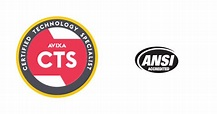 CERTIFIED TECHNOLOGY SPECIALIST
AVIXA
CTS
ANSI
ACCREDITED